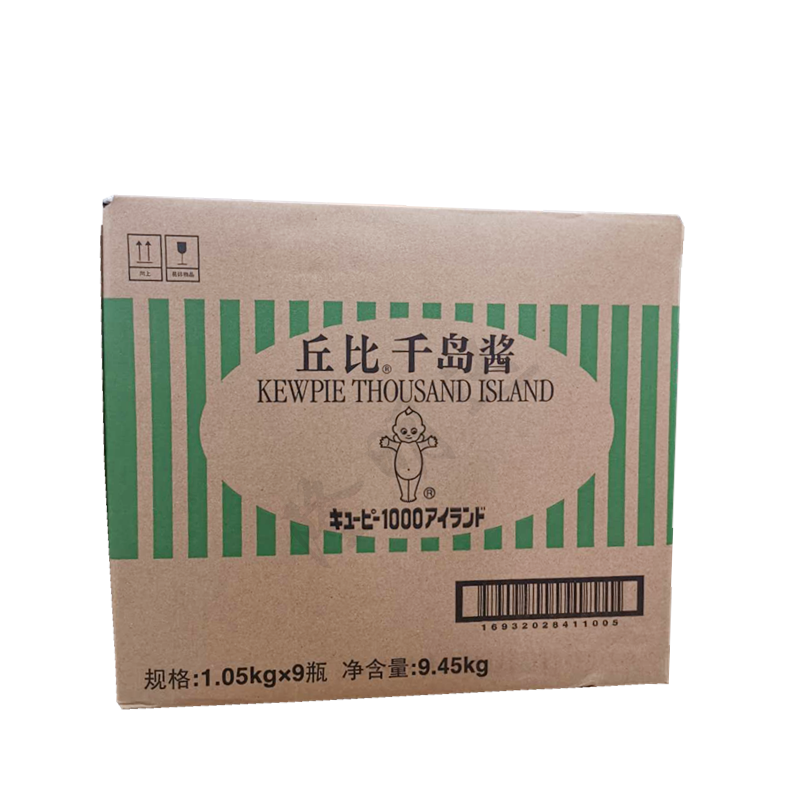 向上
易碎物品
丘比®千岛酱
KEWPIE THOUSAND ISLAND
®
キユーピー1000アイランド
16932028411005
规格:1.05kg×9瓶 净含量:9.45kg